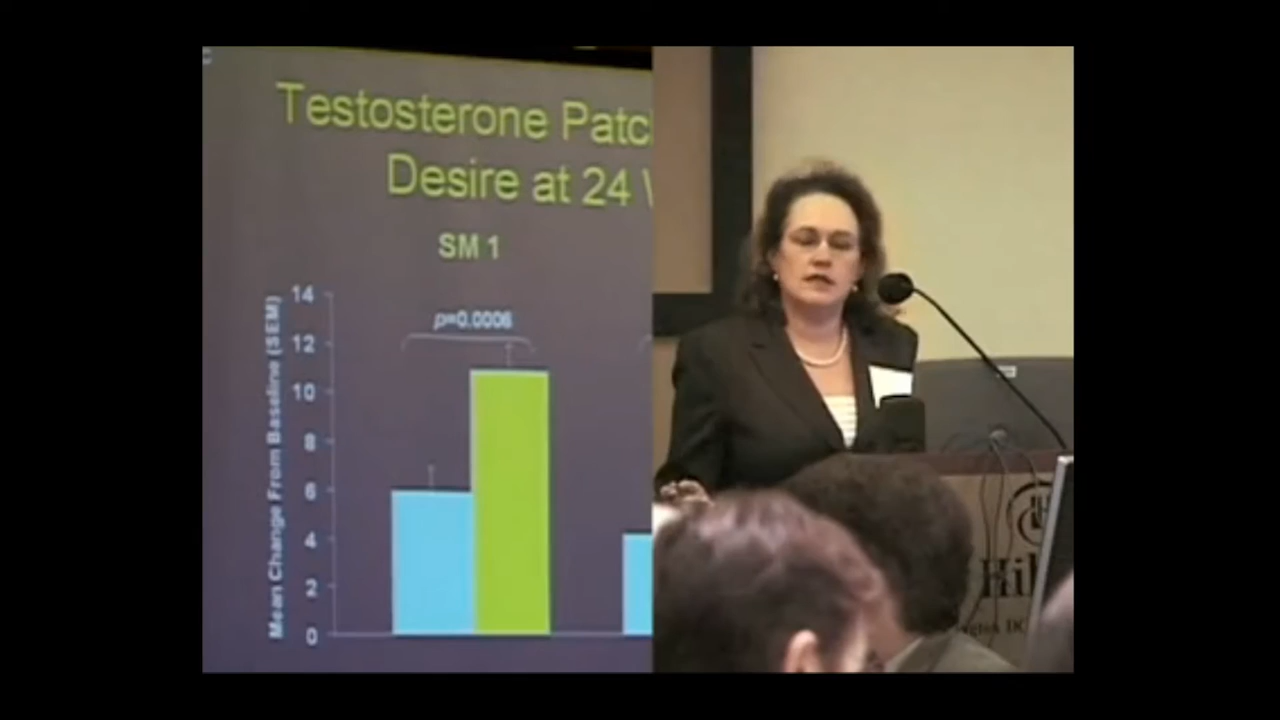 Testosterone Patc
Desire at 24
SM 1
Mean Change From Baseline (SEM)
14
12
10
8
6
4
2
0
p=0.0006
Hil
DC